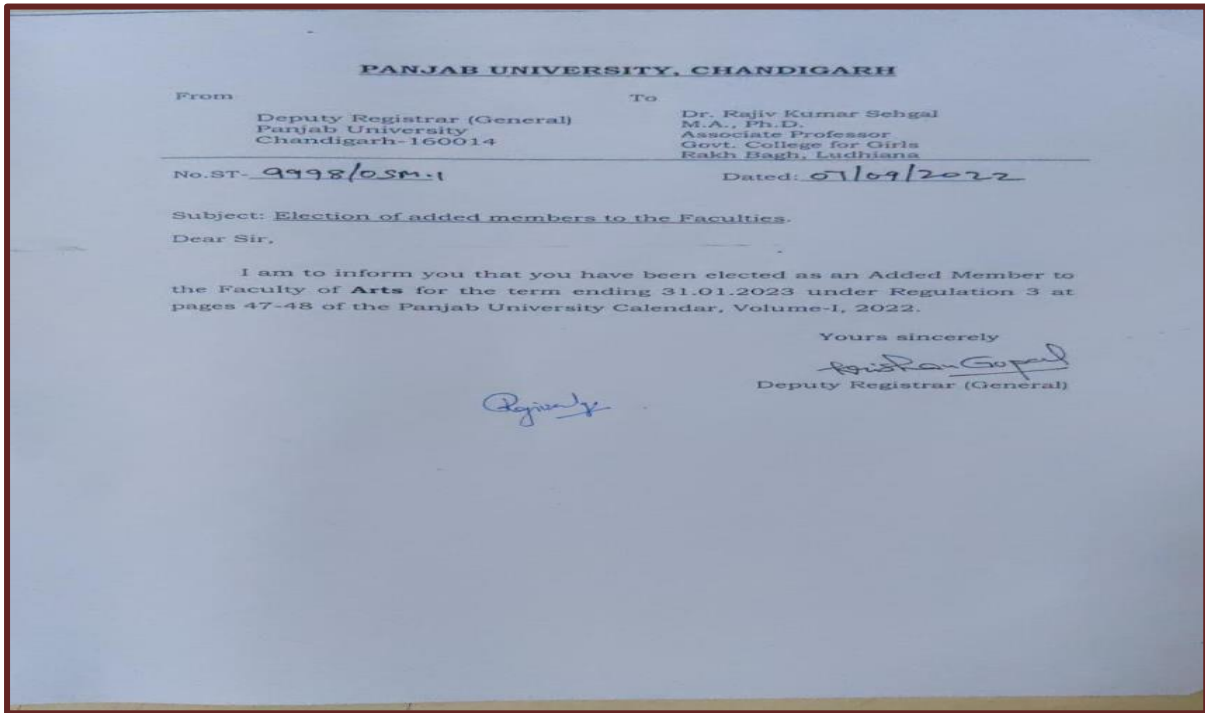 PANJAB UNIVERSITY, CHANDIGARH
From
Deputy Registrar (General)
Panjab University
Chandigarh-160014
To
Dr. Rajiv Kumar Sehgal
M.A., Ph.D.
Associate Professor
Govt. College for Girls
Rakh Bagh, Ludhiana
No.ST- 9998/OSM-1
Dated: 07/09/2022
Subject: Election of added members to the Faculties.
Dear Sir,
I am to inform you that you have been elected as an Added Member to
the Faculty of Arts for the term ending 31.01.2023 under Regulation 3 at
pages 47-48 of the Panjab University Calendar, Volume-I, 2022.
Yours sincerely
Krishan Gopal
Deputy Registrar (General)